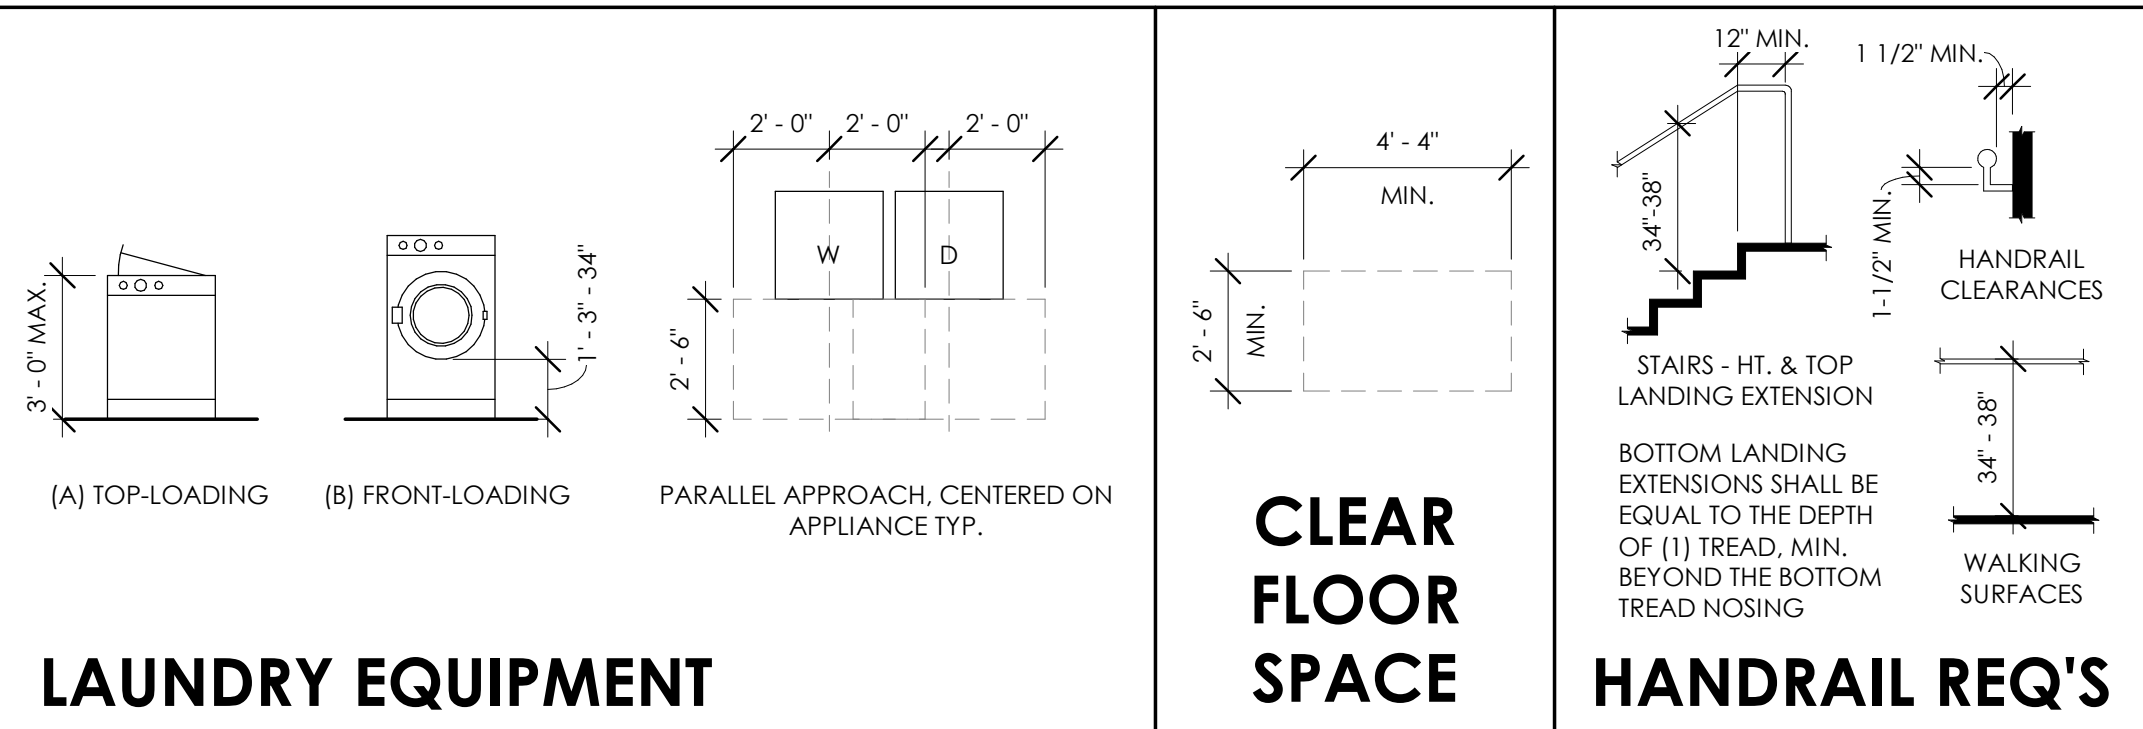 3' - 0" MAX.
(A) TOP-LOADING
1' - 3" - 34"
(B) FRONT-LOADING
2' - 0"
2' - 0"
2' - 0"
W
D
2' - 6"
PARALLEL APPROACH, CENTERED ON
APPLIANCE TYP.
LAUNDRY EQUIPMENT
4' - 4"
MIN.
2' - 6"
MIN.
CLEAR
FLOOR
SPACE
12" MIN.
34"-38"
STAIRS - HT. & TOP
LANDING EXTENSION
BOTTOM LANDING
EXTENSIONS SHALL BE
EQUAL TO THE DEPTH
OF (1) TREAD, MIN.
BEYOND THE BOTTOM
TREAD NOSING
1 1/2" MIN.
1-1/2" MIN.
HANDRAIL
CLEARANCES
34" - 38"
WALKING
SURFACES
HANDRAIL REQ'S